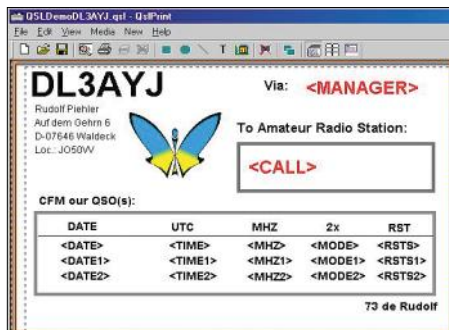 QSLDemoDL3AYJ.qsl - QslPrint
File Edit View Media New Help
DL3AYJ
Via: <MANAGER>
Rudolf Piehler
Auf dem Gehrn 6
D-07646 Waldeck
Loc.: JO50VV
To Amateur Radio Station:
<CALL>
CFM our QSO(s):
DATE UTC MHZ 2x RST
<DATE> <TIME> <MHZ> <MODE> <RSTS>
<DATE1> <TIME1> <MHZ1> <MODE1> <RSTS1>
<DATE2> <TIME2> <MHZ2> <MODE2> <RSTS2>
73 de Rudolf